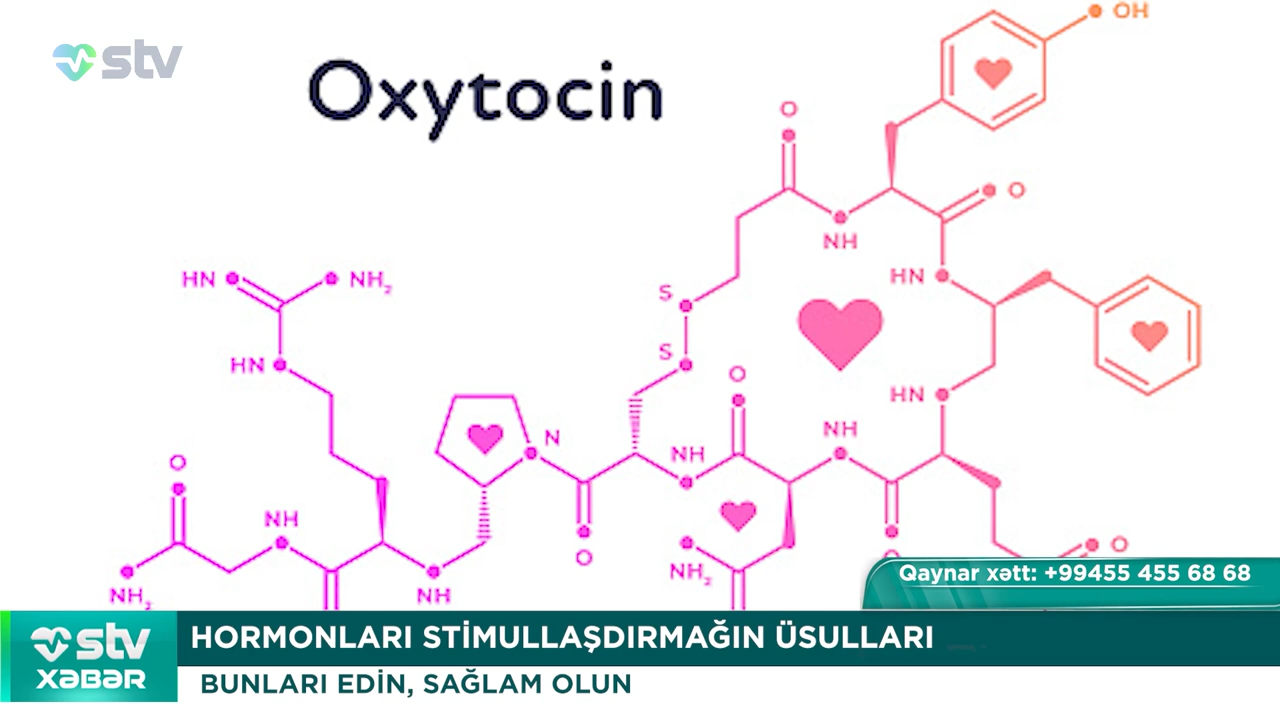 stv
Oxytocin
OH
O
O
NH
HN
NH₂
HN
S
HN
S
O
HN
NH
N
NH
O
NH
O
O
O
NH₂
NH₂
NH
Qaynar xətt: +99455 455 68 68
stv
XƏBƏR
HORMONLARI STİMULLAŞDIRMAĞIN ÜSULLARI
BUNLARI EDİN, SAĞLAM OLUN